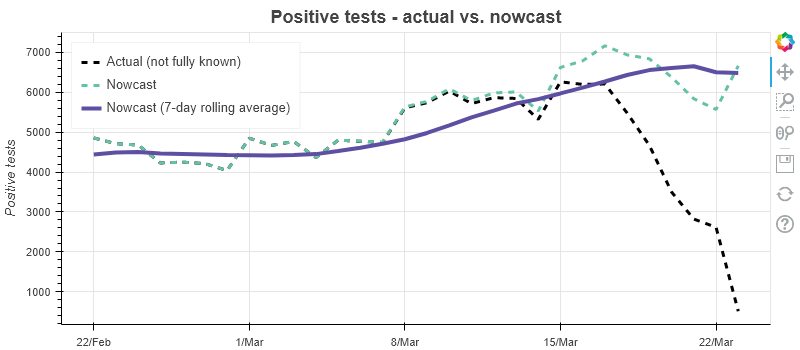 Positive tests - actual vs. nowcast
Actual (not fully known)
Nowcast
Nowcast (7-day rolling average)
Positive tests
7000
6000
5000
4000
3000
2000
1000
22/Feb
1/Mar
8/Mar
15/Mar
22/Mar